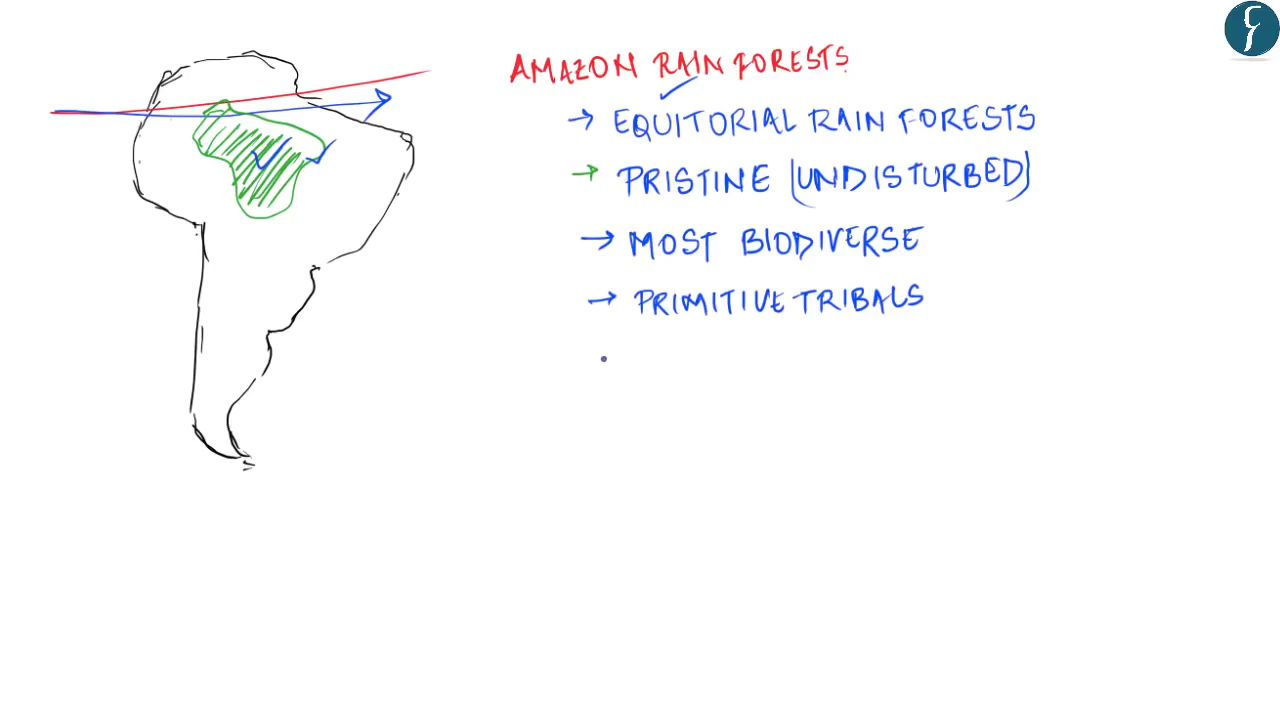 AMAZON RAIN FORESTS
→ EQUITORIAL RAIN FORESTS
→ PRISTINE (UNDISTURBED)
→ MOST BIODIVERSE
→ PRIMITIVE TRIBALS